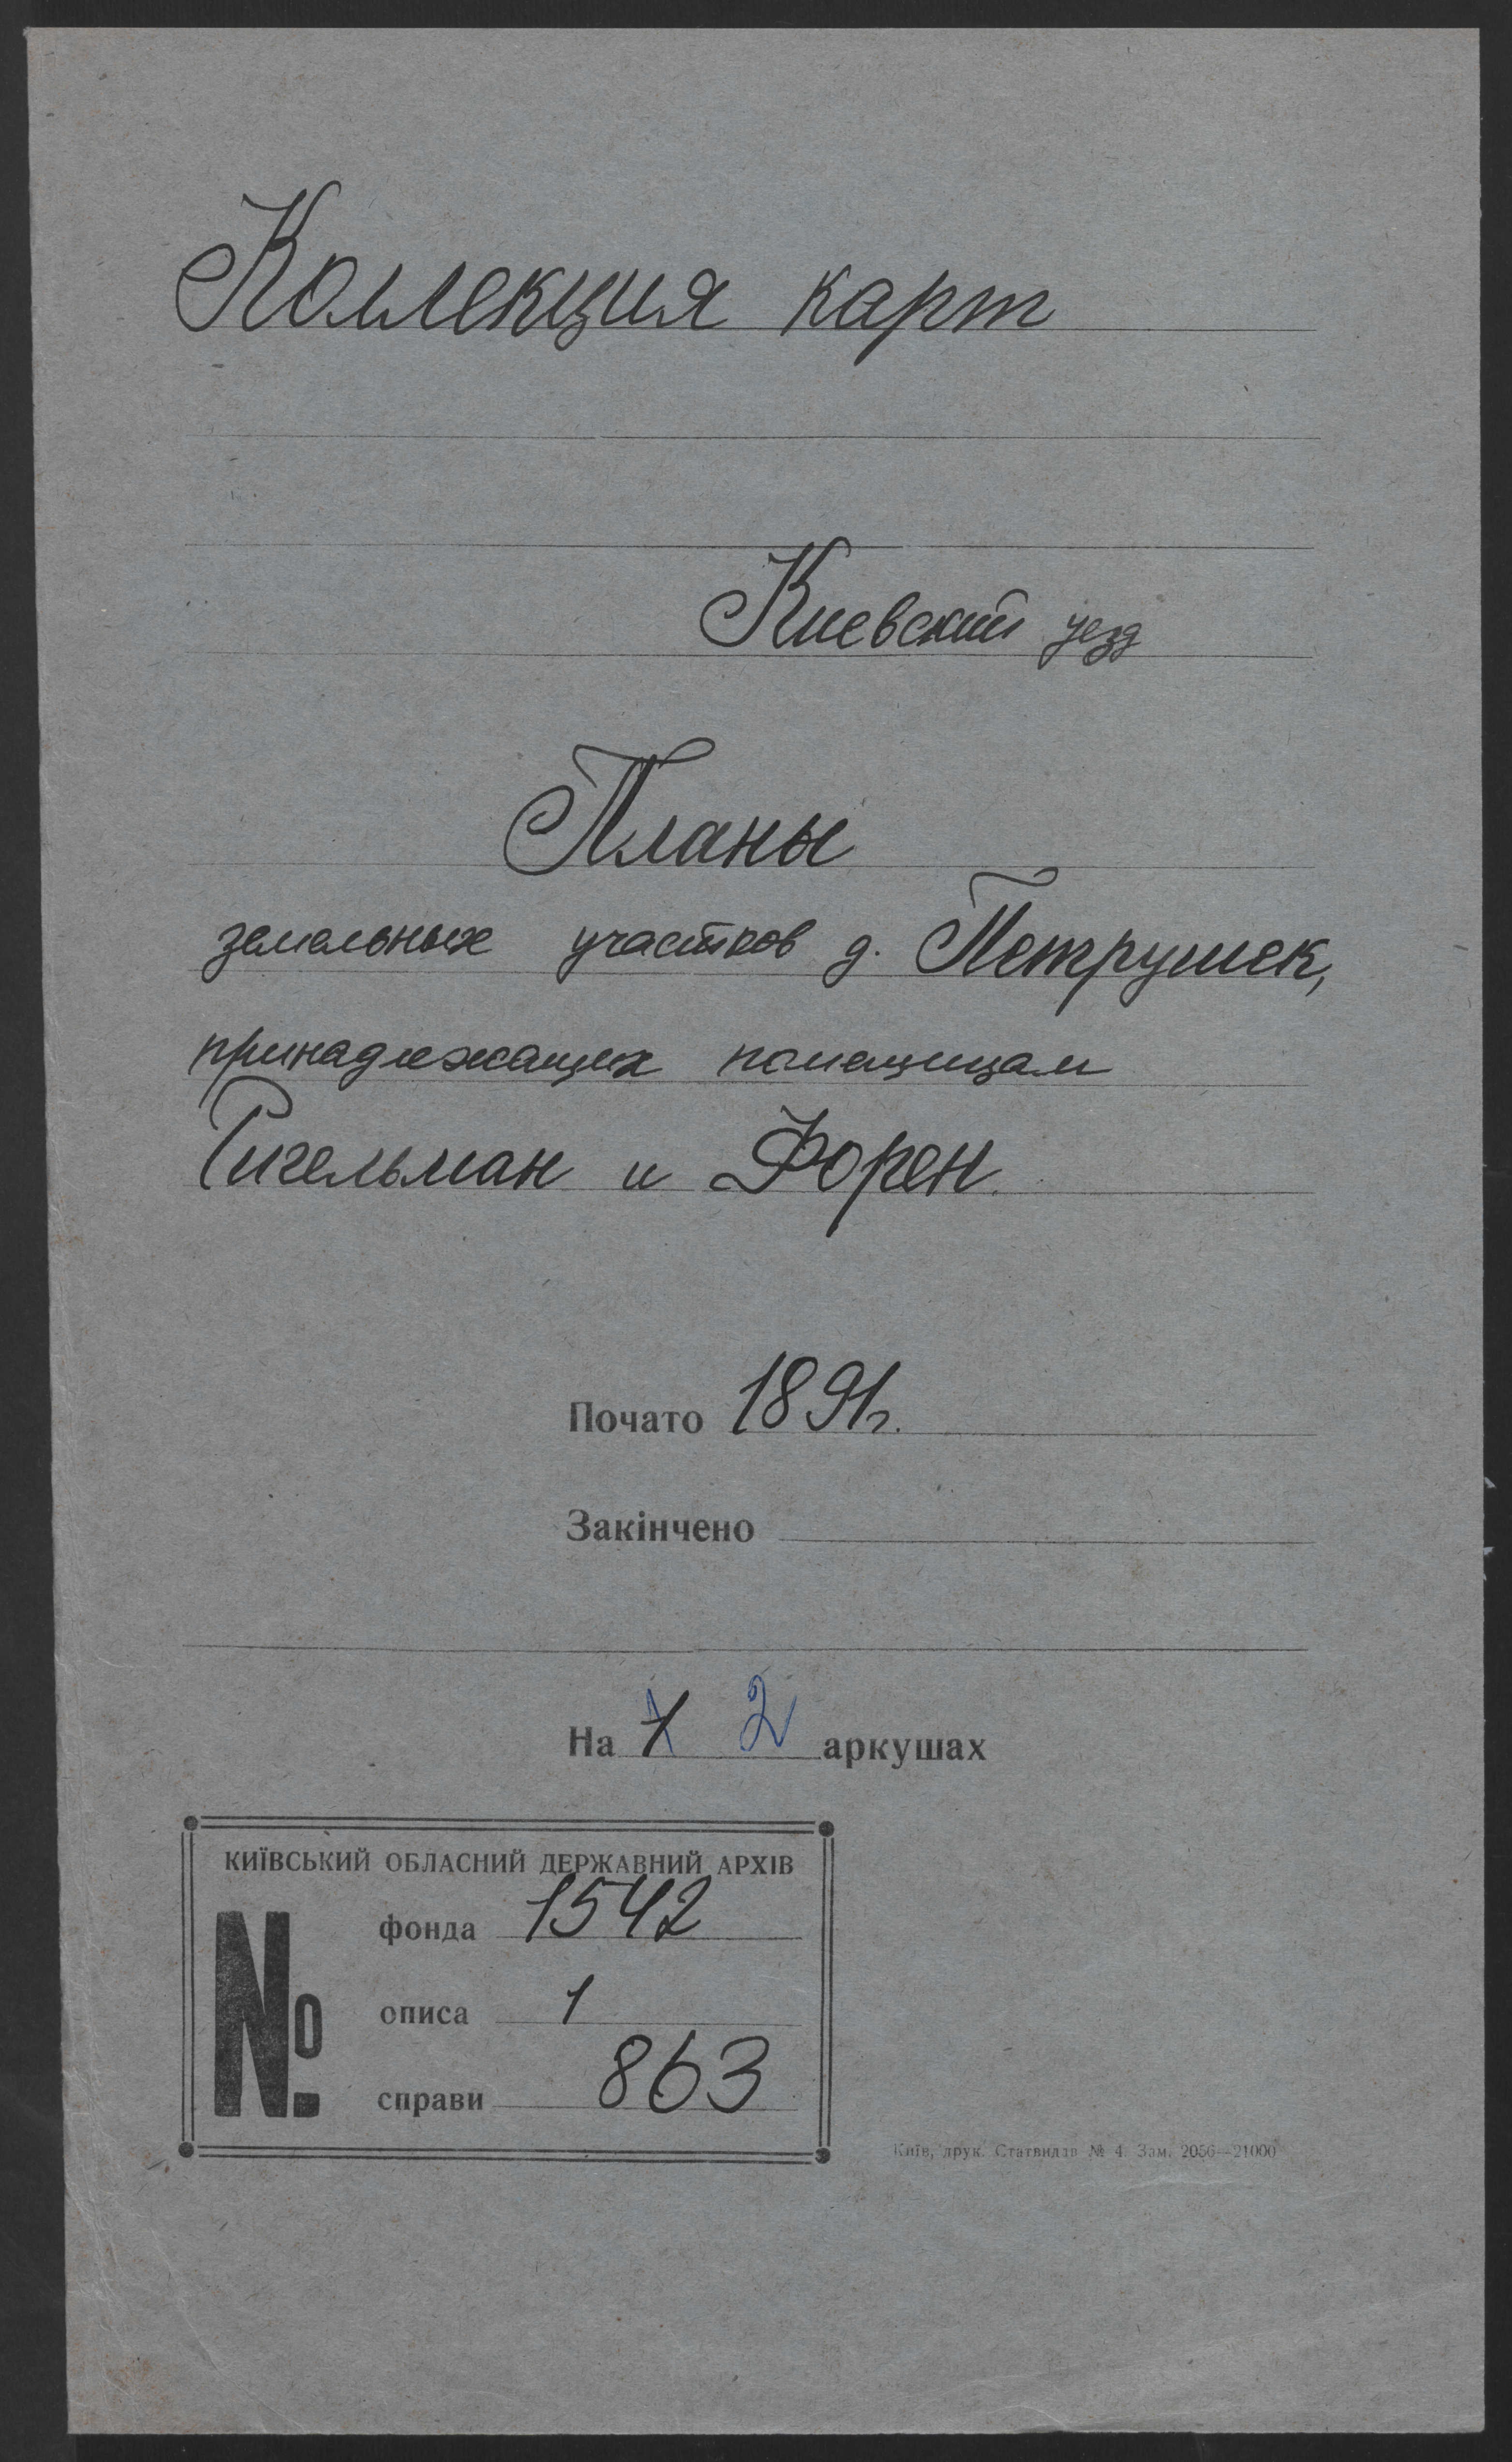 Коллекция карт
Киевский уезд
Планы
земельных участков д. Петрушек,
принадлежащих помещицам
Ригельман и Форен.
Почато 1891г.
Закінчено
На 1 2 аркушах
КИЇВСЬКИЙ ОБЛАСНИЙ ДЕРЖАВНИЙ АРХІВ
№
фонда 1542
описа 1
справи 863
Київ, друк. Статвидав № 4. Зам. 2056—21000